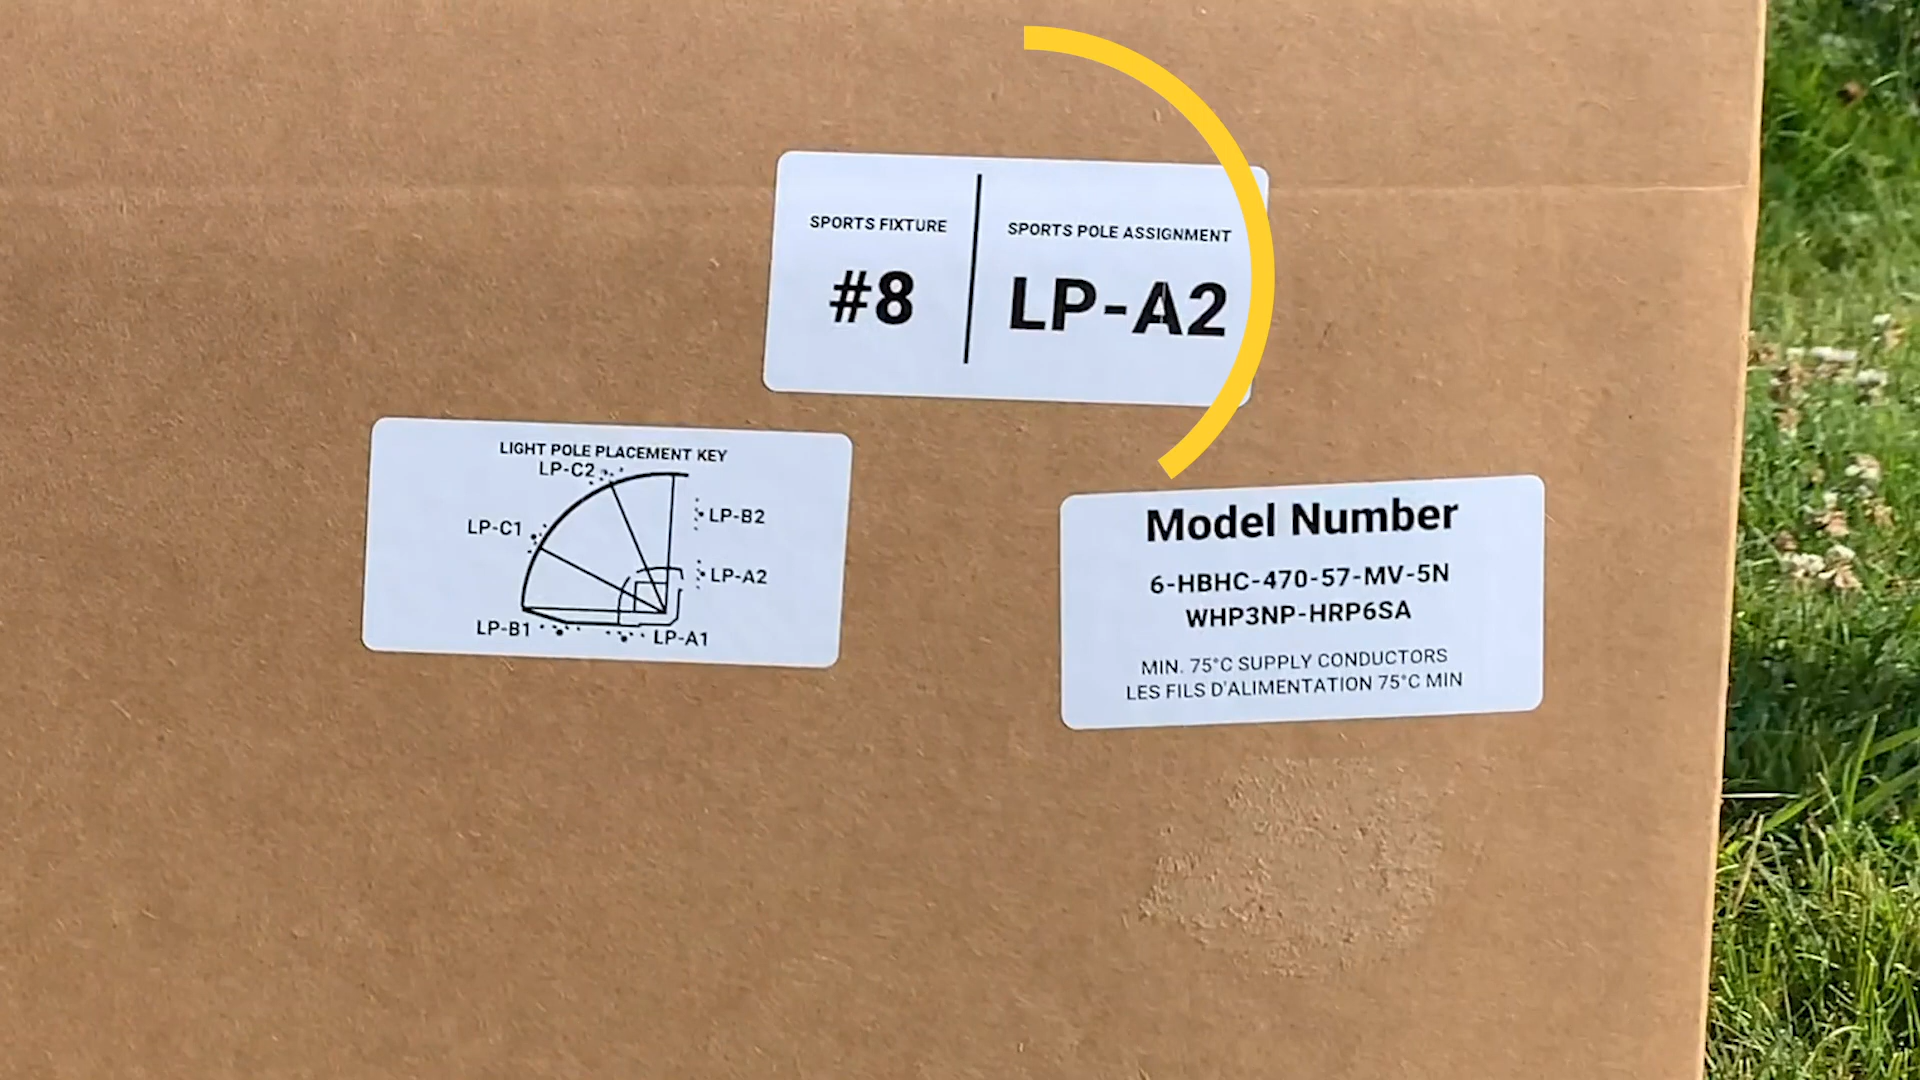 SPORTS FIXTURE
#8
SPORTS POLE ASSIGNMENT
LP-A2
LIGHT POLE PLACEMENT KEY
LP-C2
LP-C1
LP-B2
LP-A2
LP-B1
LP-A1
Model Number
6-HBHC-470-57-MV-5N
WHP3NP-HRP6SA
MIN. 75°C SUPPLY CONDUCTORS
LES FILS D'ALIMENTATION 75°C MIN